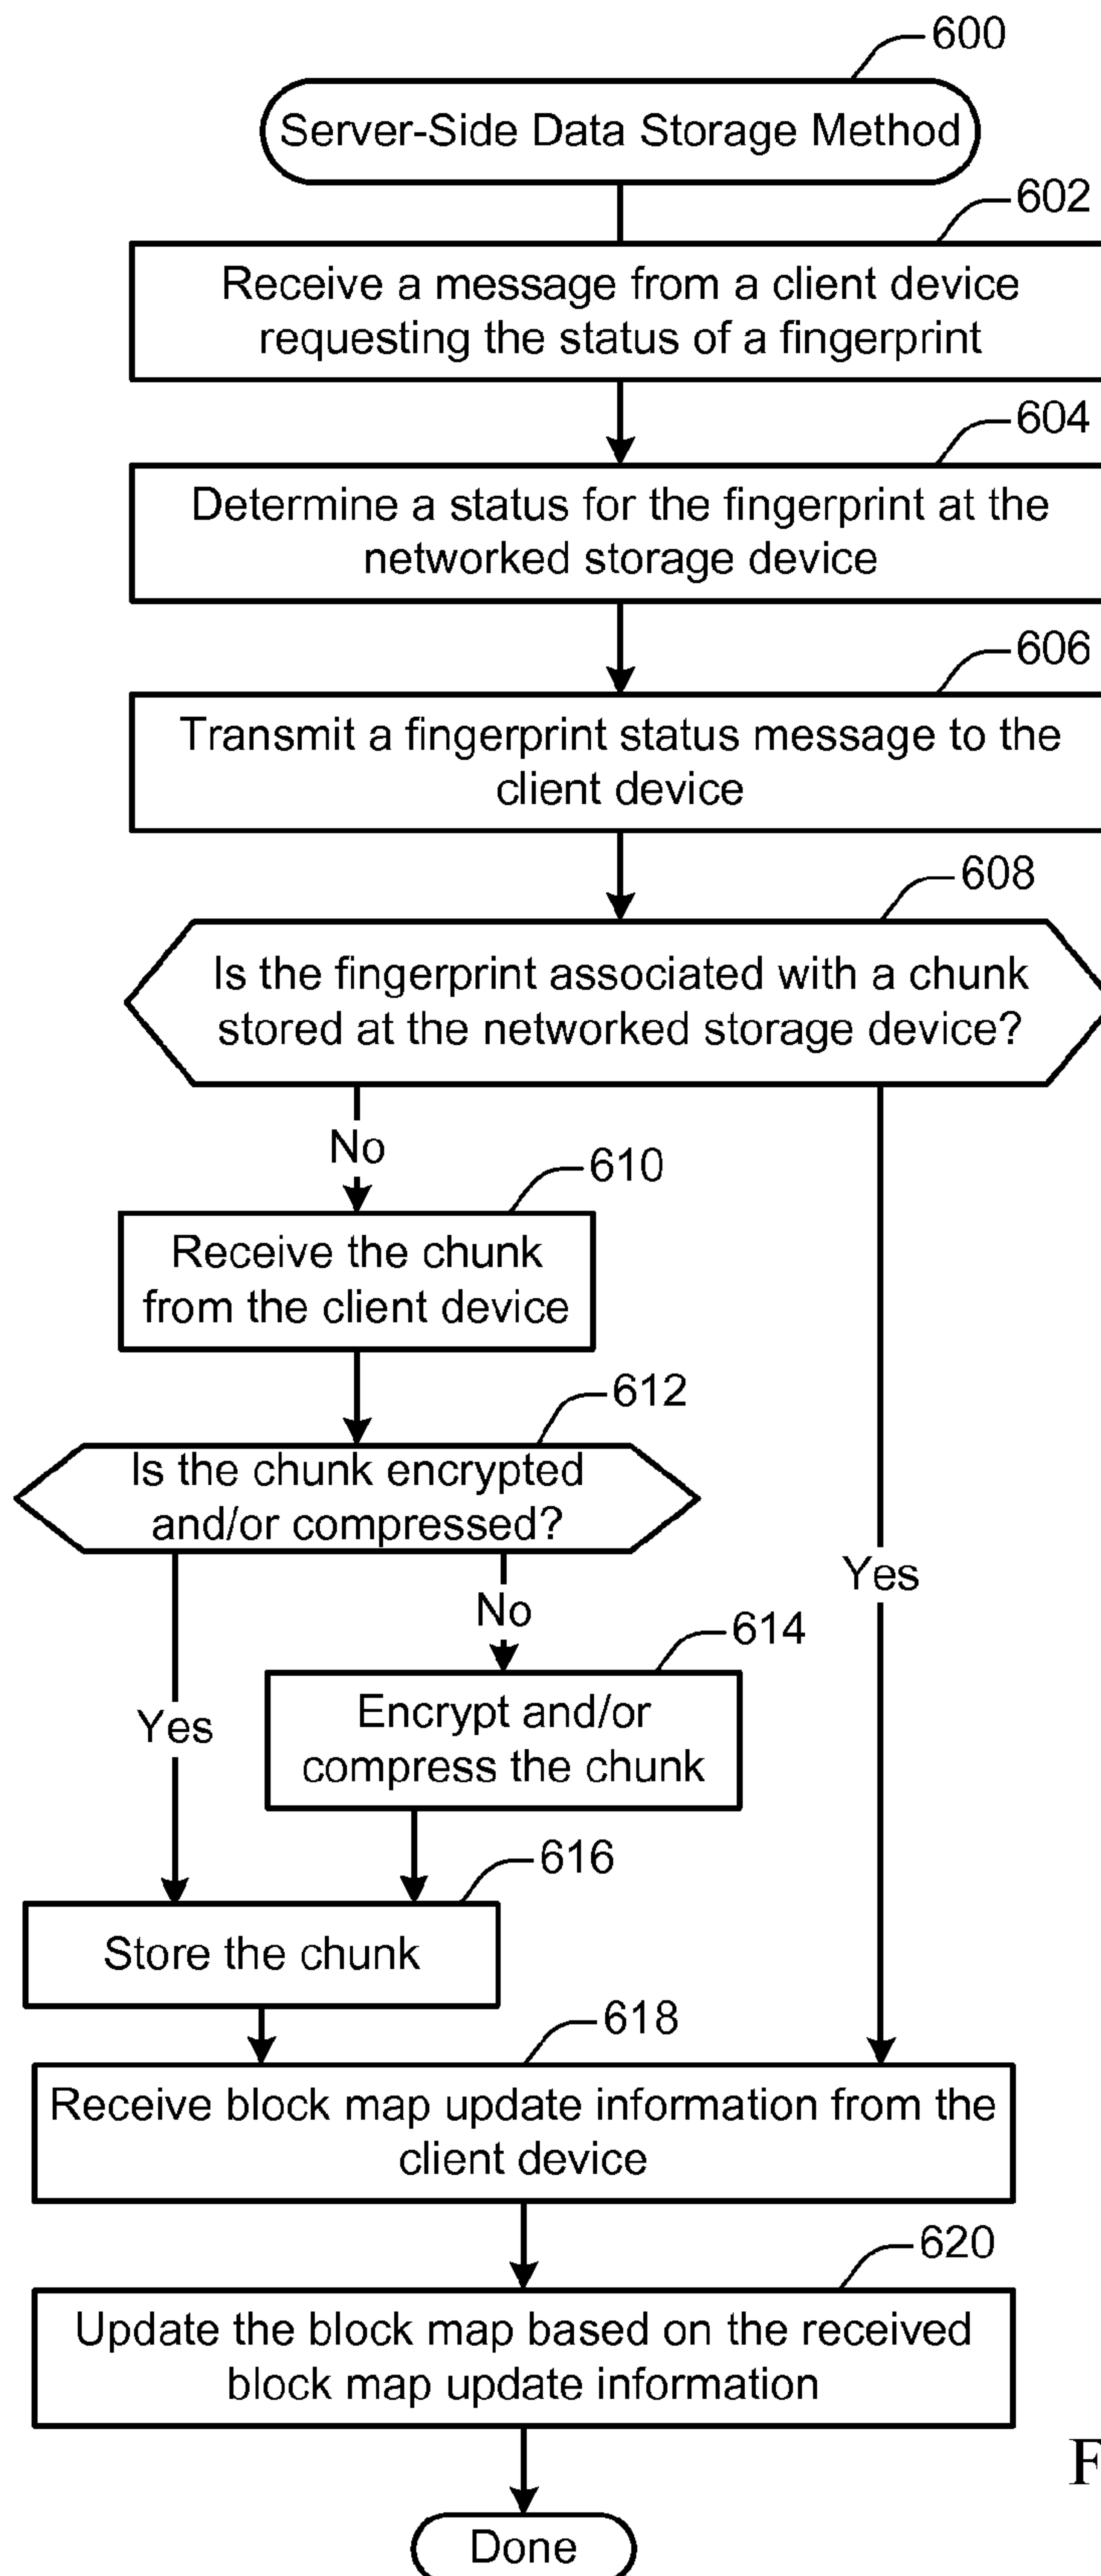 600
Server-Side Data Storage Method
602
Receive a message from a client device
requesting the status of a fingerprint
604
Determine a status for the fingerprint at the
networked storage device
606
Transmit a fingerprint status message to the
client device
608
Is the fingerprint associated with a chunk
stored at the networked storage device?
No
610
Receive the chunk
from the client device
612
Is the chunk encrypted
and/or compressed?
Yes
No
614
Encrypt and/or
compress the chunk
Yes
616
Store the chunk
618
Receive block map update information from the
client device
620
Update the block map based on the received
block map update information
F
Done